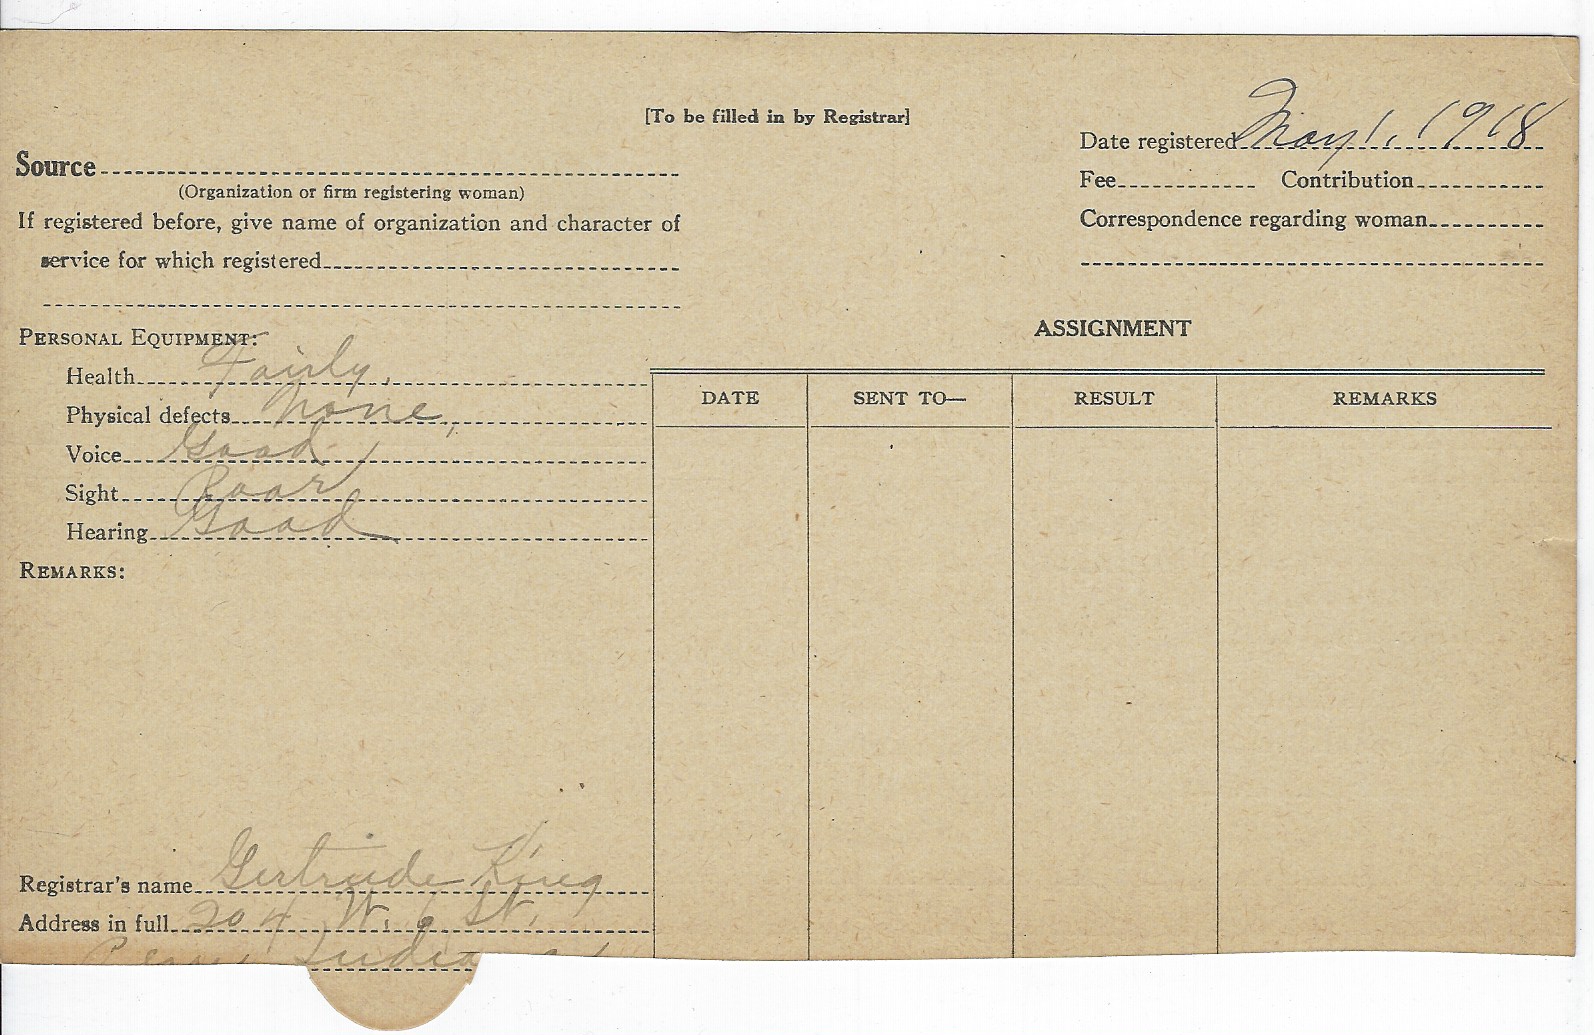 [To be filled in by Registrar]
Date registered May 1, 1918
Source
(Organization or firm registering woman)
Fee Contribution
If registered before, give name of organization and character of
service for which registered
Correspondence regarding woman
PERSONAL EQUIPMENT:
Health Fairly.
Physical defects None,
Voice Good
Sight Poor
Hearing Good
REMARKS:
ASSIGNMENT
DATE SENT TO— RESULT REMARKS
Registrar's name Gertrude King
Address in full 204 W. 6 St.
Peru, Indiana